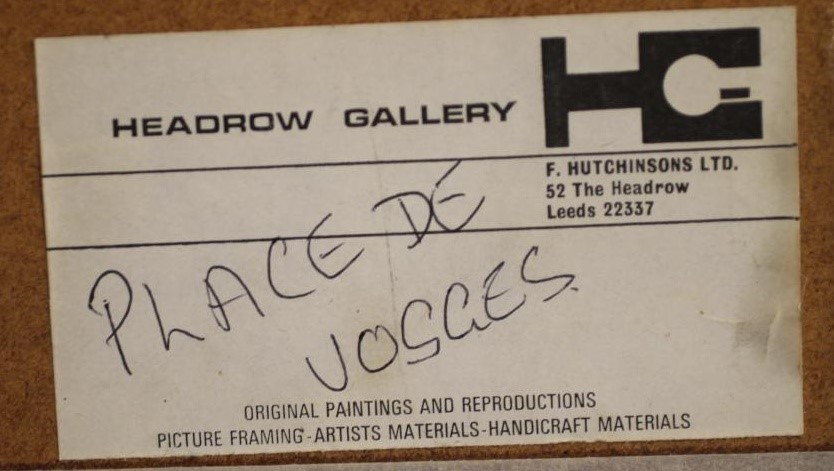 HEADROW GALLERY
HG
F. HUTCHINSONS LTD.
52 The Headrow
Leeds 22337
PLACE DE
VOSGES.
ORIGINAL PAINTINGS AND REPRODUCTIONS
PICTURE FRAMING-ARTISTS MATERIALS-HANDICRAFT MATERIALS